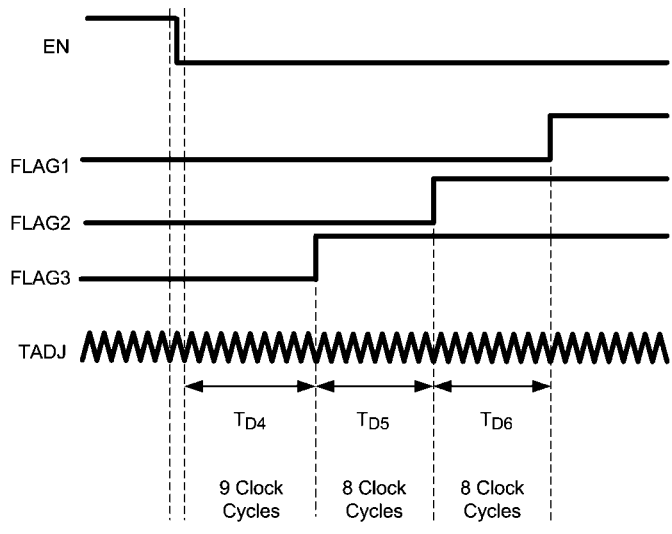 EN
FLAG1
FLAG2
FLAG3
TADJ
TD4
TD5
TD6
9 Clock
Cycles
8 Clock
Cycles
8 Clock
Cycles